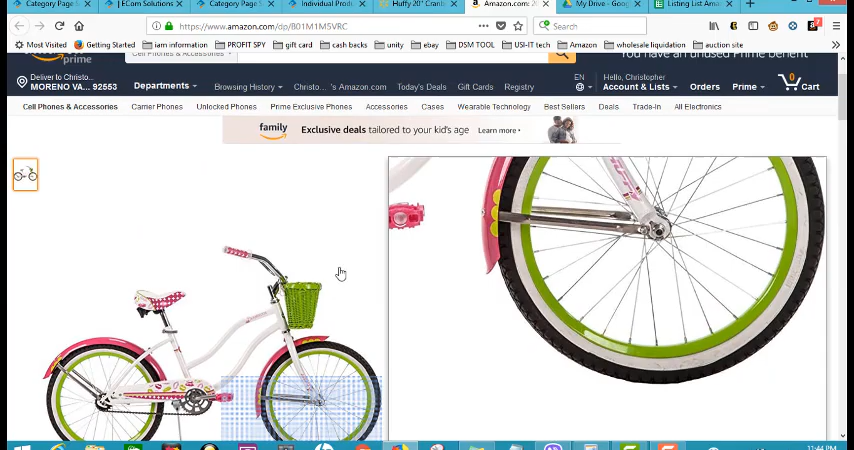 Category Page S
[ ECom Solutions
Category Page S
Individual Produ
Huffy 20" Cranb
Amazon.com: 20
My Drive - Goog
Listing List Ama
https://www.amazon.com/dp/B01M1M5VRC
Search
Most Visited
Getting Started
iam information
PROFIT SPY
gift card
cash backs
unity
ebay
DSM TOOL
USI-IT tech
Amazon
wholesale liquidation
auction site
prime
Cell Phones & Accessories
You have an unused Prime benefit
Deliver to Christo...
MORENO VA... 92553
Departments
Browsing History
Christo... 's Amazon.com
Today's Deals
Gift Cards
Registry
EN
Hello, Christopher
Account & Lists
Orders
Prime
0
Cart
Cell Phones & Accessories
Carrier Phones
Unlocked Phones
Prime Exclusive Phones
Accessories
Cases
Wearable Technology
Best Sellers
Deals
Trade-In
All Electronics
family
Exclusive deals tailored to your kid's age
Learn more
11:44 PM